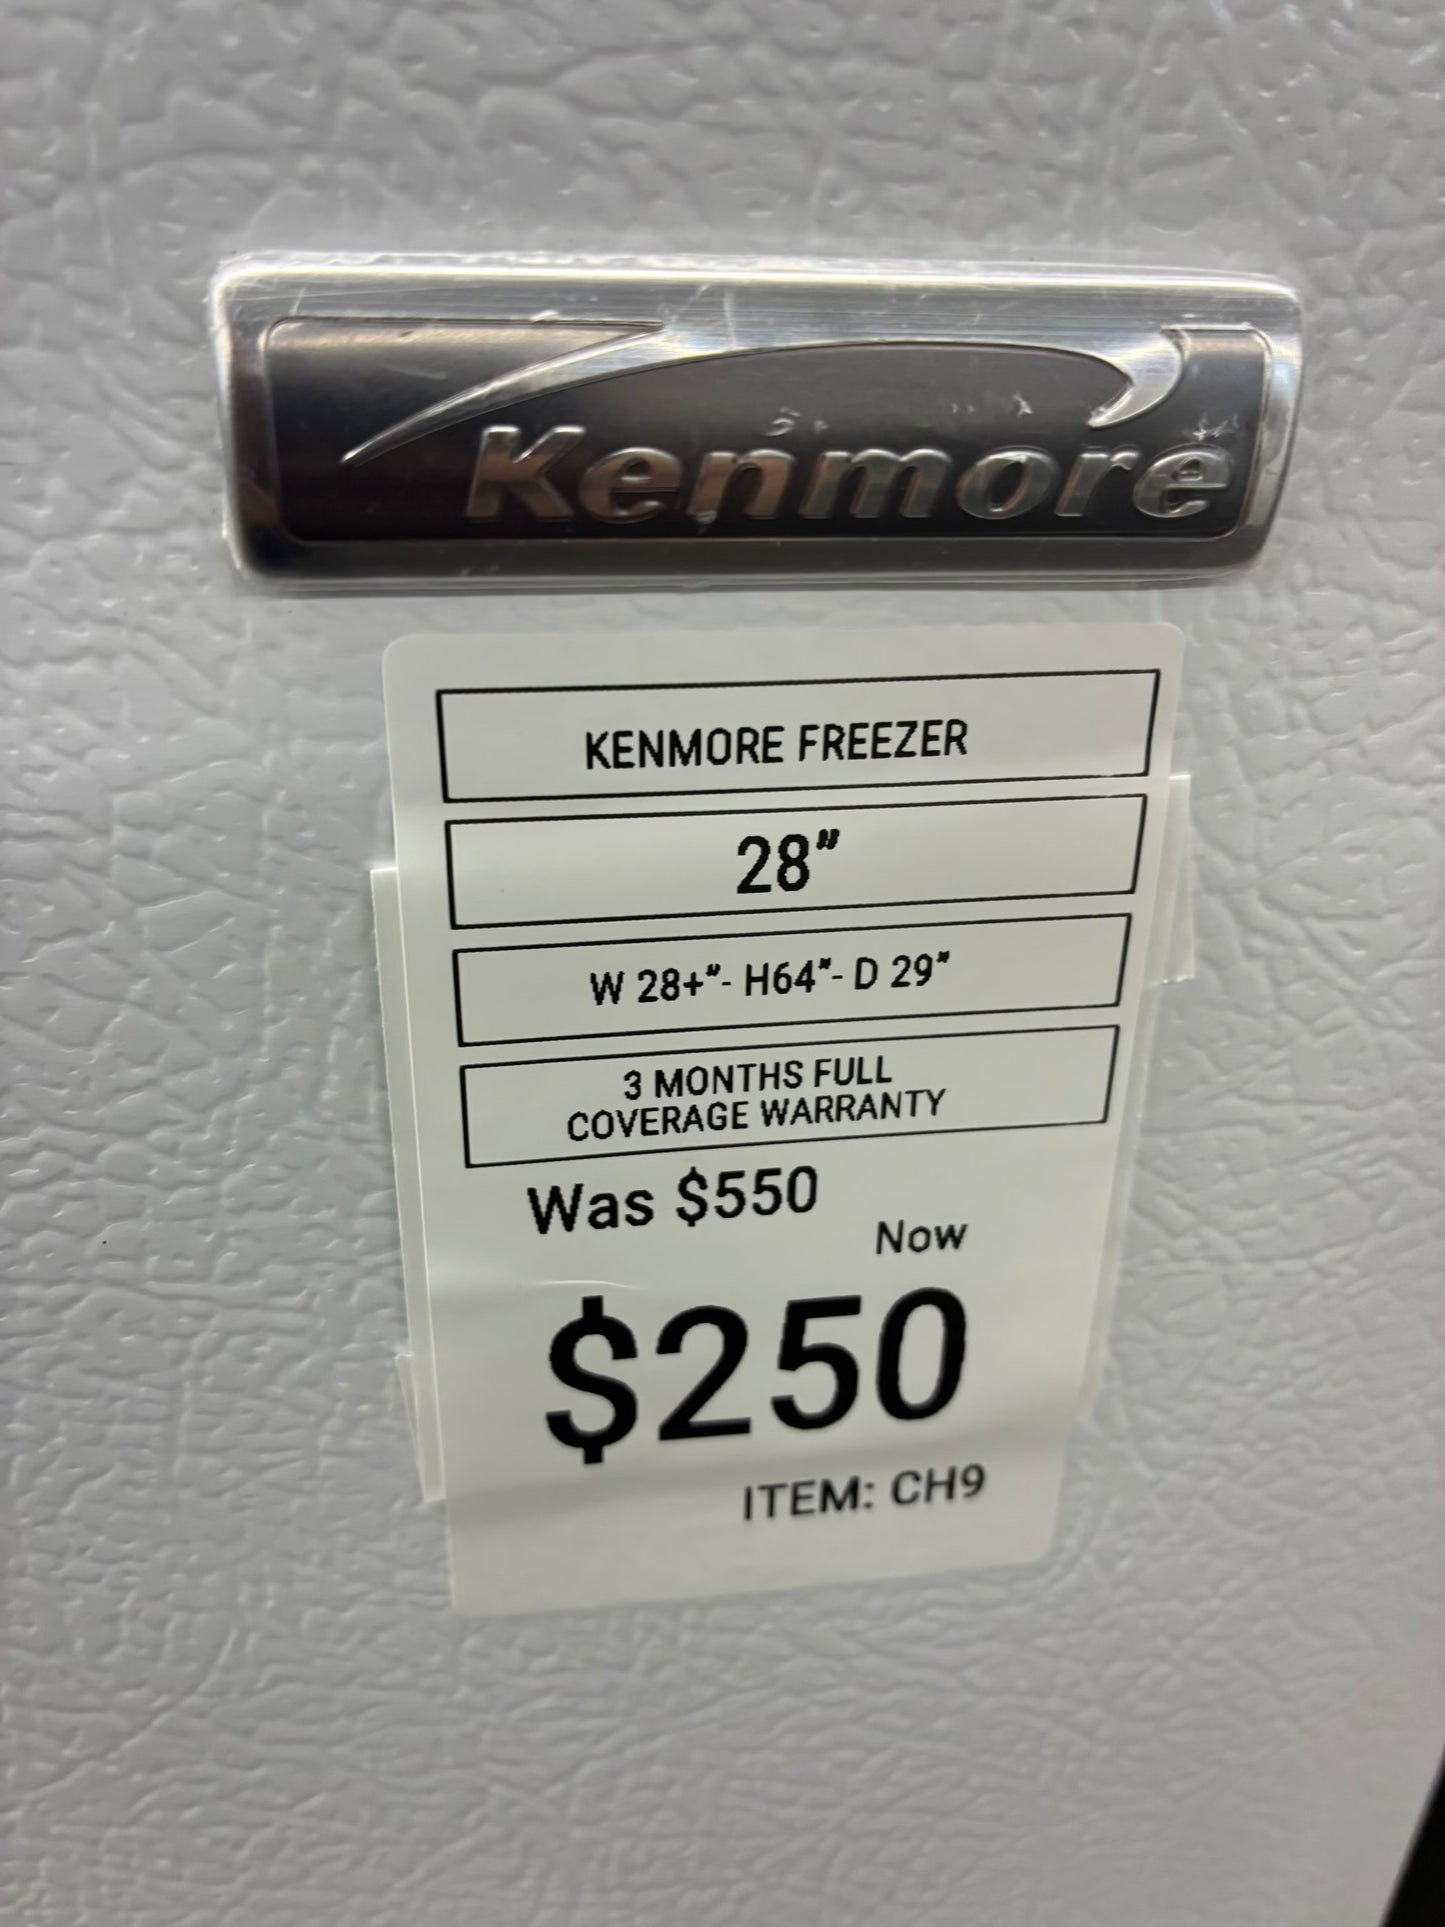 Kenmore
KENMORE FREEZER
28"
W 28+"- H64"- D 29"
3 MONTHS FULL
COVERAGE WARRANTY
Was $550
Now
$250
ITEM: CH9